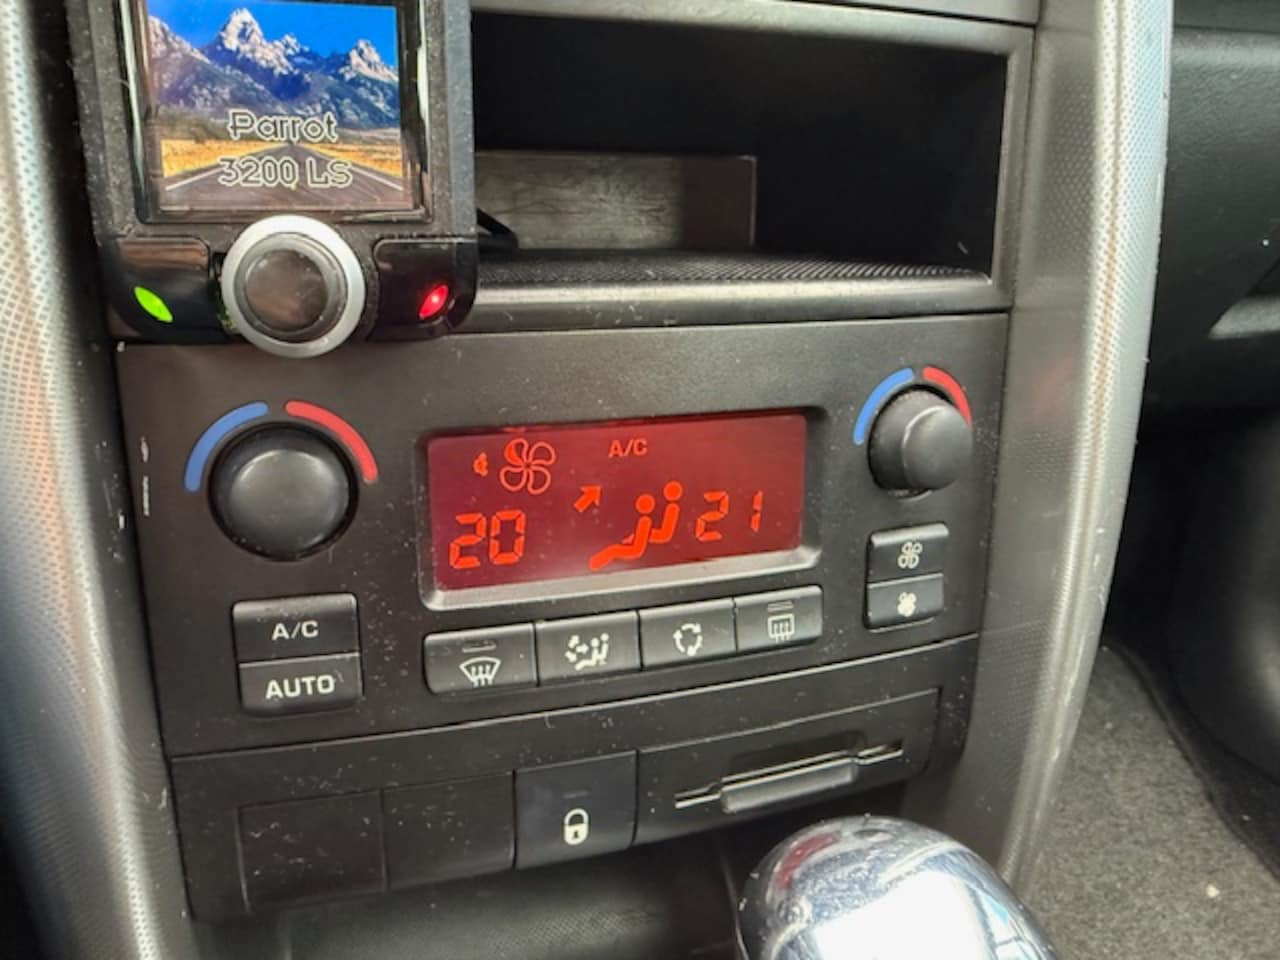 Parrot
3200 LS
A/C
20
21
A/C
AUTO